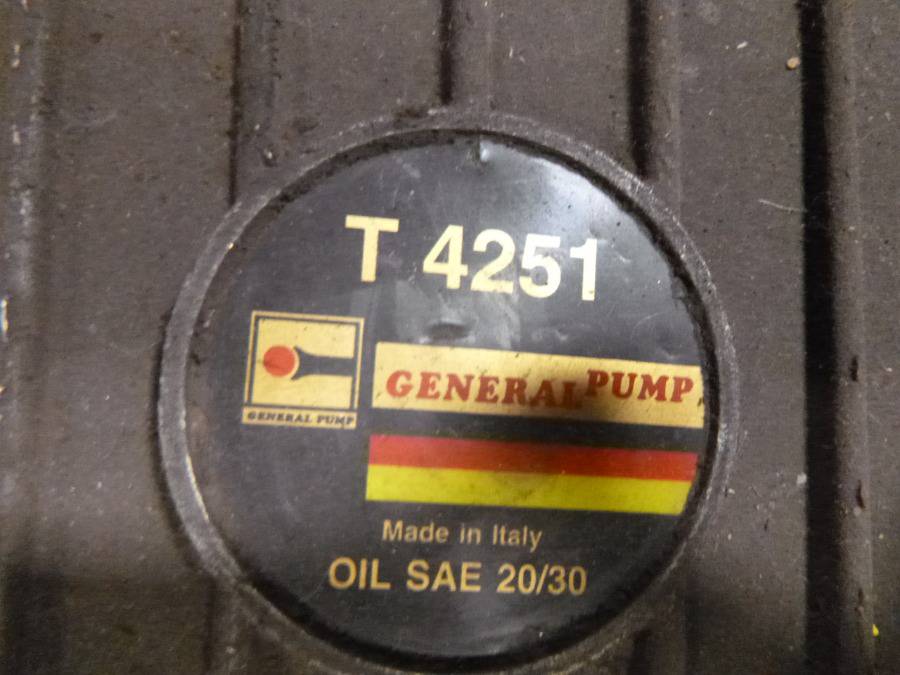 T 4251
GENERAL PUMP
GENERAL PUMP
Made in Italy
OIL SAE 20/30